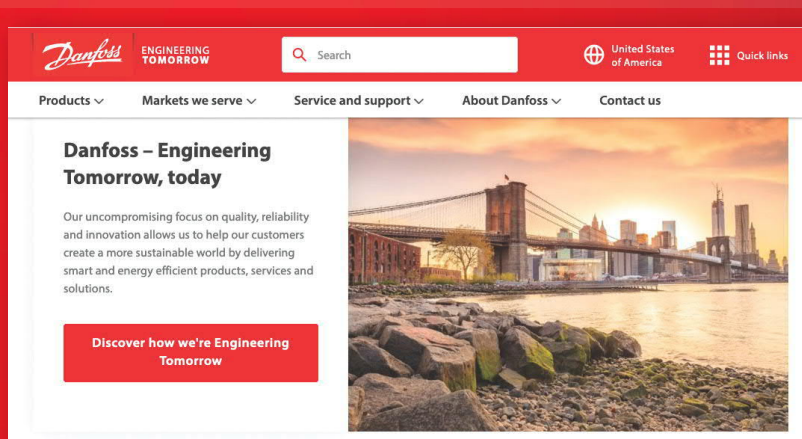 Danfoss
ENGINEERING
TOMORROW
Search
United States
of America
Quick links
Products
Markets we serve
Service and support
About Danfoss
Contact us
Danfoss – Engineering
Tomorrow, today
Our uncompromising focus on quality, reliability
and innovation allows us to help our customers
create a more sustainable world by delivering
smart and energy efficient products, services and
solutions.
Discover how we're Engineering
Tomorrow